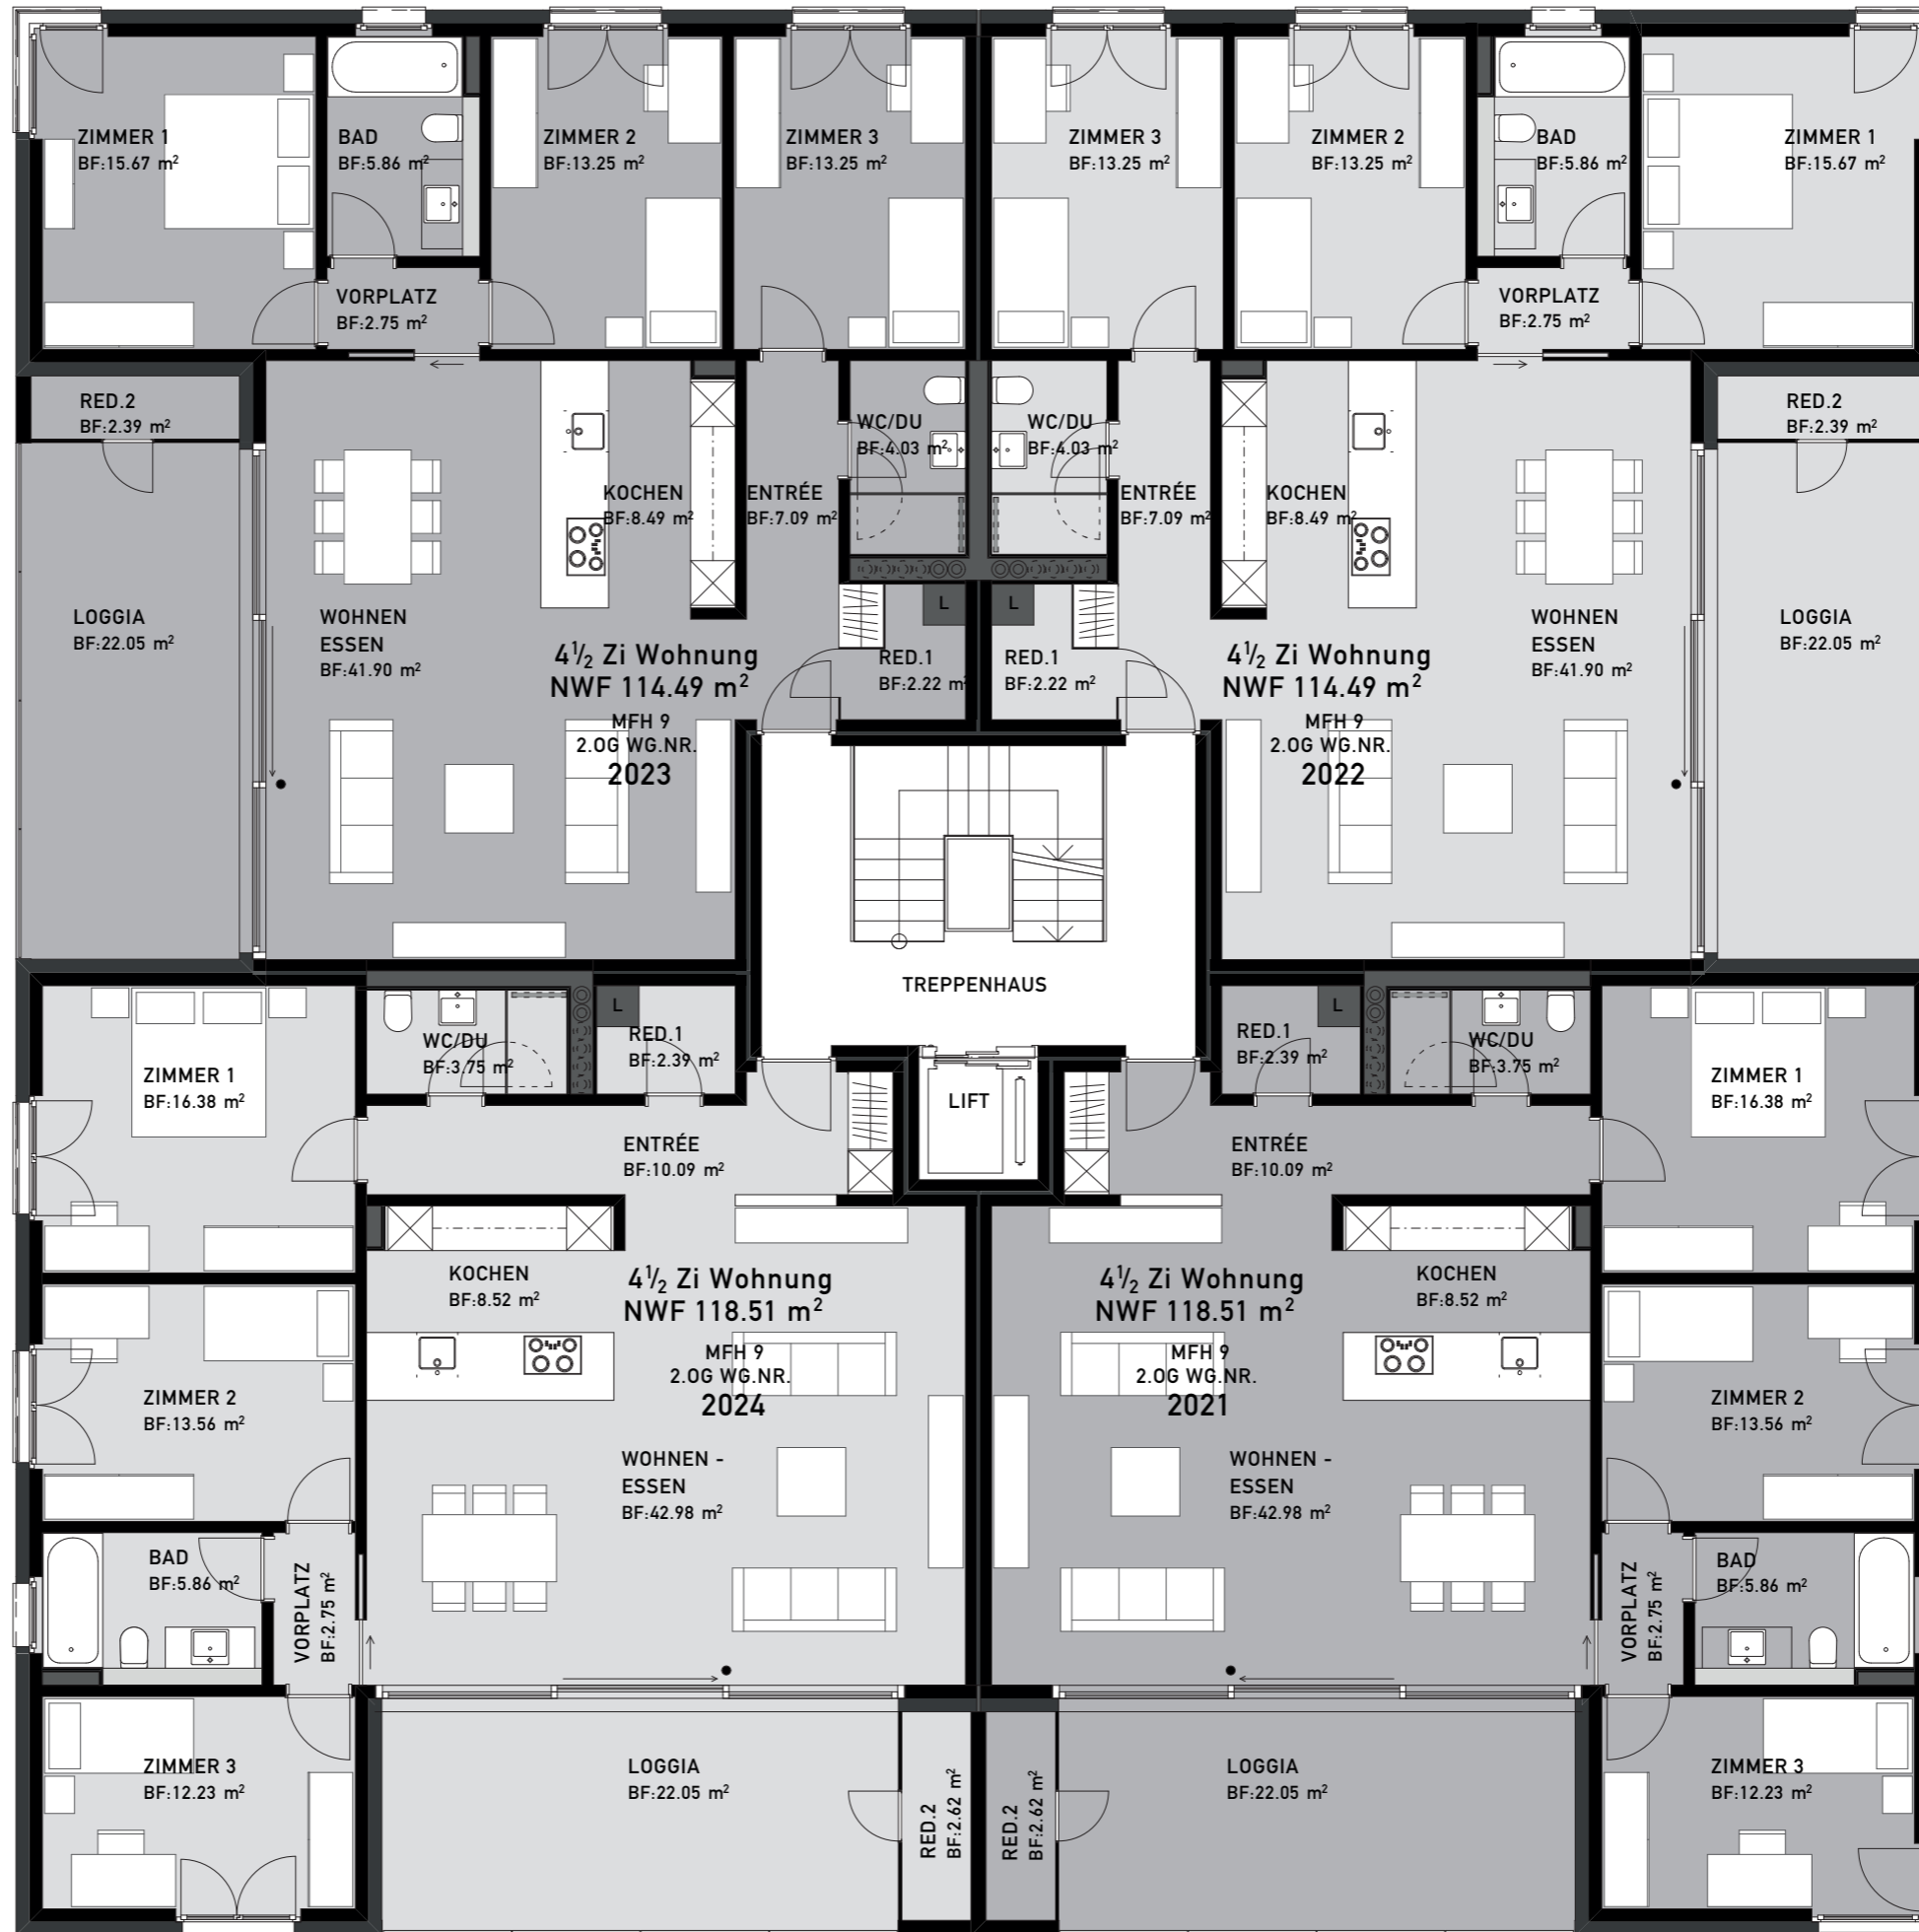 ZIMMER 1
BF:15.67 m²
BAD
BF:5.86 m²
ZIMMER 2
BF:13.25 m²
ZIMMER 3
BF:13.25 m²
ZIMMER 3
BF:13.25 m²
ZIMMER 2
BF:13.25 m²
BAD
BF:5.86 m²
ZIMMER 1
BF:15.67 m²
VORPLATZ
BF:2.75 m²
VORPLATZ
BF:2.75 m²
RED.2
BF:2.39 m²
WC/DU
BF:4.03 m²
WC/DU
BF:4.03 m²
RED.2
BF:2.39 m²
KOCHEN
BF:8.49 m²
ENTRÉE
BF:7.09 m²
ENTRÉE
BF:7.09 m²
KOCHEN
BF:8.49 m²
L
L
LOGGIA
BF:22.05 m²
WOHNEN
ESSEN
BF:41.90 m²
4½ Zi Wohnung
NWF 114.49 m²
MFH 9
2.OG WG.NR.
2023
RED.1
BF:2.22 m²
RED.1
BF:2.22 m²
4½ Zi Wohnung
NWF 114.49 m²
MFH 9
2.OG WG.NR.
2022
WOHNEN
ESSEN
BF:41.90 m²
LOGGIA
BF:22.05 m²
TREPPENHAUS
L
L
WC/DU
BF:3.75 m²
RED.1
BF:2.39 m²
RED.1
BF:2.39 m²
WC/DU
BF:3.75 m²
ZIMMER 1
BF:16.38 m²
LIFT
ZIMMER 1
BF:16.38 m²
ENTRÉE
BF:10.09 m²
ENTRÉE
BF:10.09 m²
KOCHEN
BF:8.52 m²
4½ Zi Wohnung
NWF 118.51 m²
MFH 9
2.OG WG.NR.
2024
4½ Zi Wohnung
NWF 118.51 m²
MFH 9
2.OG WG.NR.
2021
KOCHEN
BF:8.52 m²
ZIMMER 2
BF:13.56 m²
ZIMMER 2
BF:13.56 m²
WOHNEN -
ESSEN
BF:42.98 m²
WOHNEN -
ESSEN
BF:42.98 m²
BAD
BF:5.86 m²
VORPLATZ
BF:2.75 m²
VORPLATZ
BF:2.75 m²
BAD
BF:5.86 m²
ZIMMER 3
BF:12.23 m²
LOGGIA
BF:22.05 m²
RED.2
BF:2.62 m²
RED.2
BF:2.62 m²
LOGGIA
BF:22.05 m²
ZIMMER 3
BF:12.23 m²